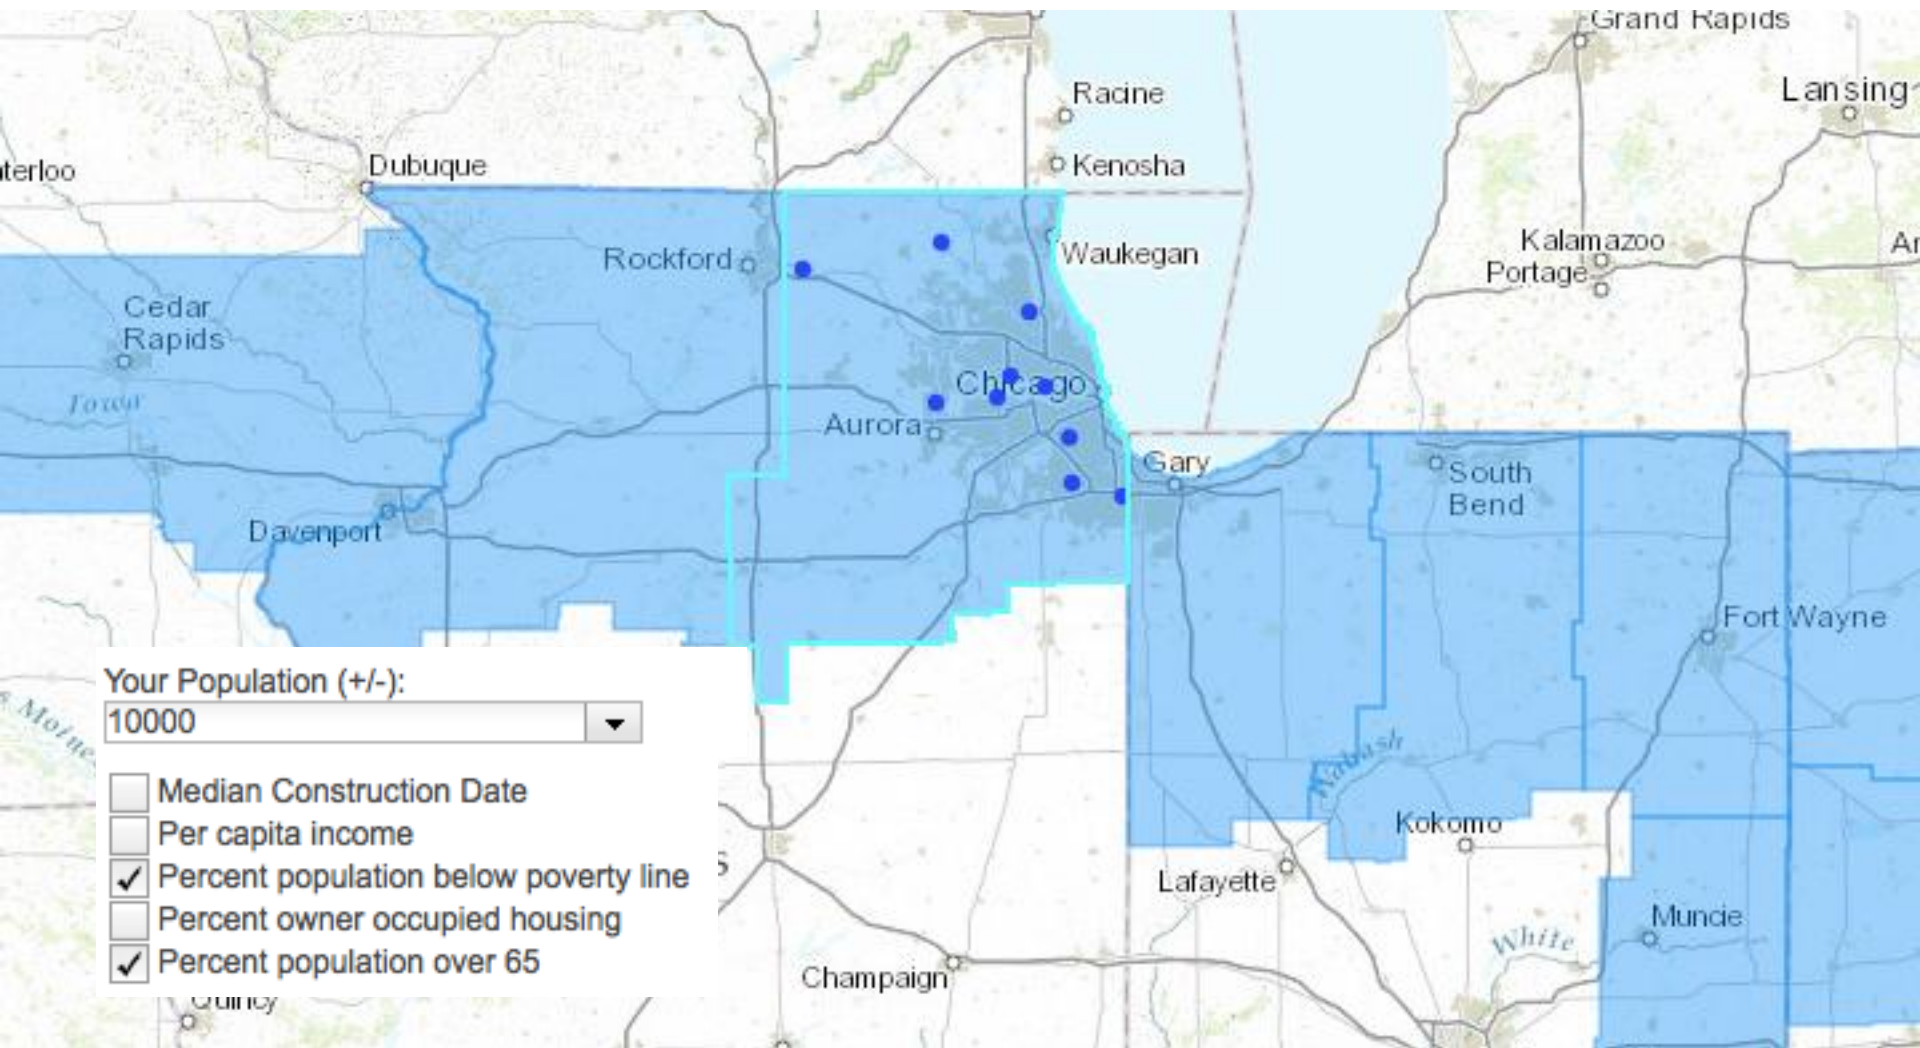 Grand Rapids
Lansing
Racine
Kenosha
Dubuque
Waukegan
Kalamazoo
Portage
Rockford
Cedar
Rapids
Iowa
Chicago
Aurora
Gary
South
Bend
Davenport
Fort Wayne
Wabash
Kokomo
Lafayette
Muncie
White
Champaign
Quincy
Your Population (+/-):
10000
Median Construction Date
Per capita income
Percent population below poverty line
Percent owner occupied housing
Percent population over 65